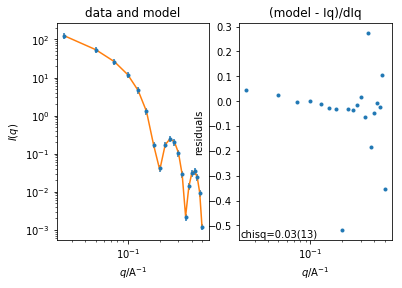 data and model
(model - Iq)/dIq
10²
10¹
10⁰
10⁻¹
10⁻²
10⁻³
I(q)
10⁻¹
q/A⁻¹
0.3
0.2
0.1
0.0
−0.1
−0.2
−0.3
−0.4
−0.5
residuals
chisq=0.03(13)
10⁻¹
q/A⁻¹